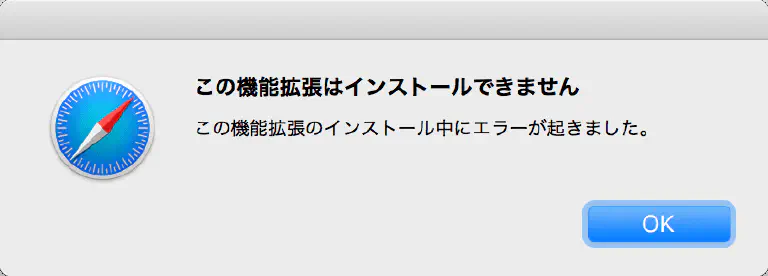 この機能拡張はインストールできません
この機能拡張のインストール中にエラーが起きました。
OK